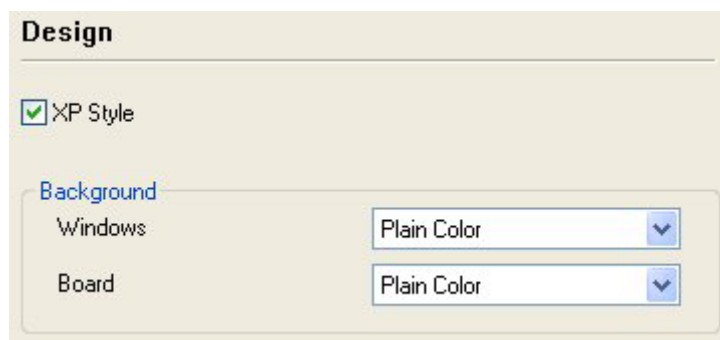 Design
XP Style
Background
Windows Plain Color
Board Plain Color